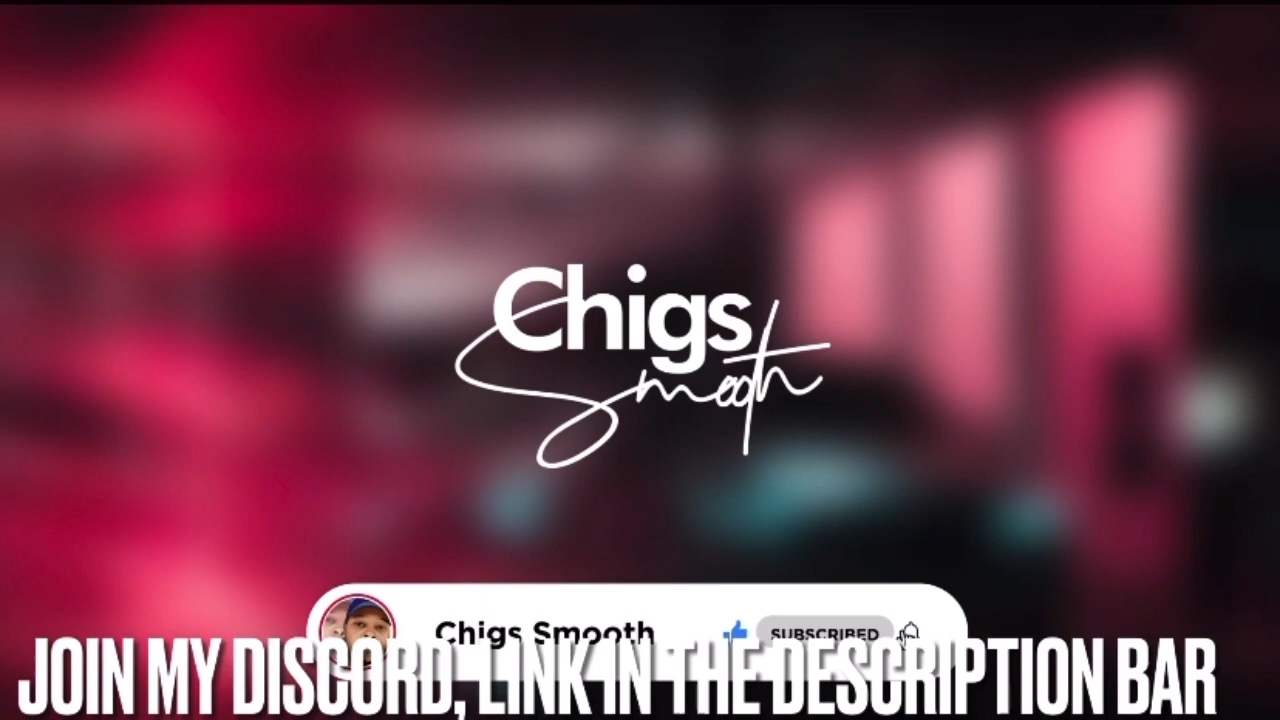 Chigs
Smooth
Chigs Smooth SUBSCRIBED
JOIN MY DISCORD, LINK IN THE DESCRIPTION BAR